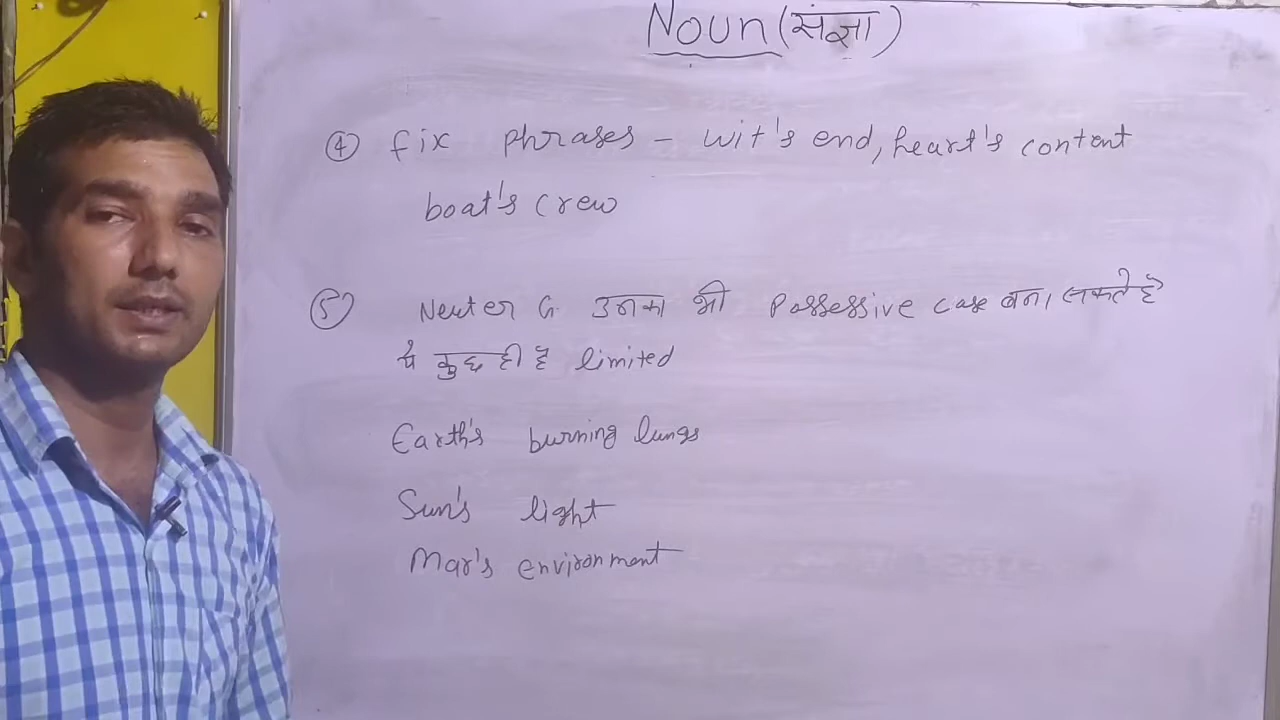 Noun (संज्ञा)
④ fix phrases - wit's end, heart's content
boat's crew
⑤ Neuter G. उनका भी Possessive case बना सकते है
ये कुछ ही है limited
Earth's burning lungs
Sun's light
Mar's environment